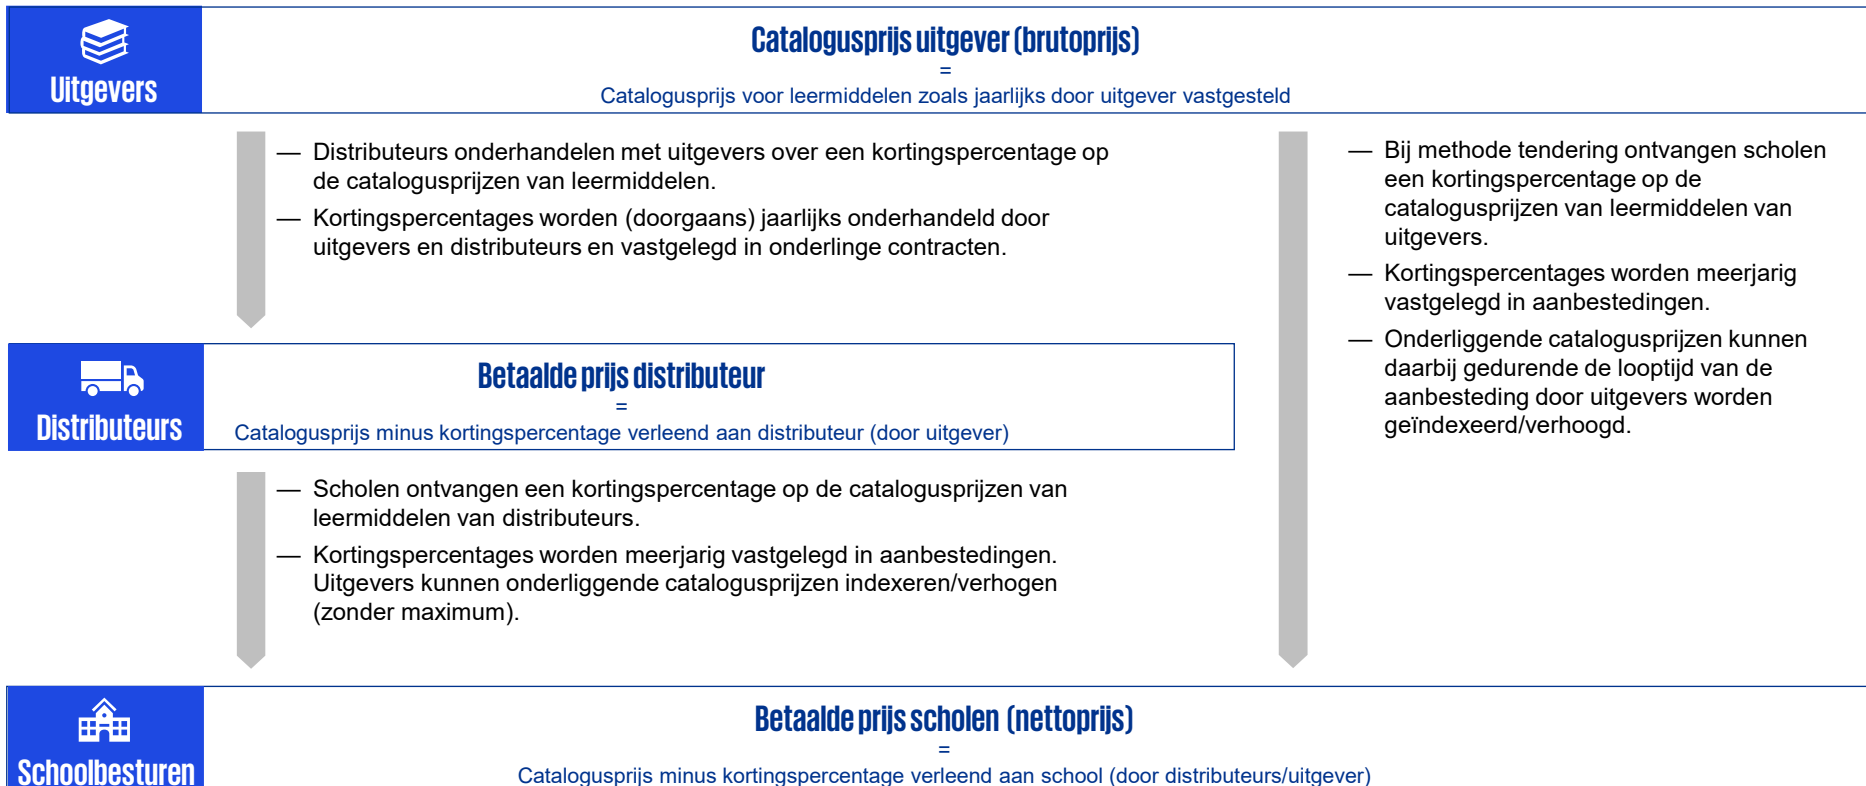 Uitgevers
Catalogusprijs uitgever (brutoprijs)
=
Catalogusprijs voor leermiddelen zoals jaarlijks door uitgever vastgesteld
— Distributeurs onderhandelen met uitgevers over een kortingspercentage op
de catalogusprijzen van leermiddelen.
— Kortingspercentages worden (doorgaans) jaarlijks onderhandeld door
uitgevers en distributeurs en vastgelegd in onderlinge contracten.
Distributeurs
Betaalde prijs distributeur
=
Catalogusprijs minus kortingspercentage verleend aan distributeur (door uitgever)
— Scholen ontvangen een kortingspercentage op de catalogusprijzen van
leermiddelen van distributeurs.
— Kortingspercentages worden meerjarig vastgelegd in aanbestedingen.
Uitgevers kunnen onderliggende catalogusprijzen indexeren/verhogen
(zonder maximum).
— Bij methode tendering ontvangen scholen
een kortingspercentage op de
catalogusprijzen van leermiddelen van
uitgevers.
— Kortingspercentages worden meerjarig
vastgelegd in aanbestedingen.
— Onderliggende catalogusprijzen kunnen
daarbij gedurende de looptijd van de
aanbesteding door uitgevers worden
geïndexeerd/verhoogd.
Schoolbesturen
Betaalde prijs scholen (nettoprijs)
=
Catalogusprijs minus kortingspercentage verleend aan school (door distributeurs/uitgever)